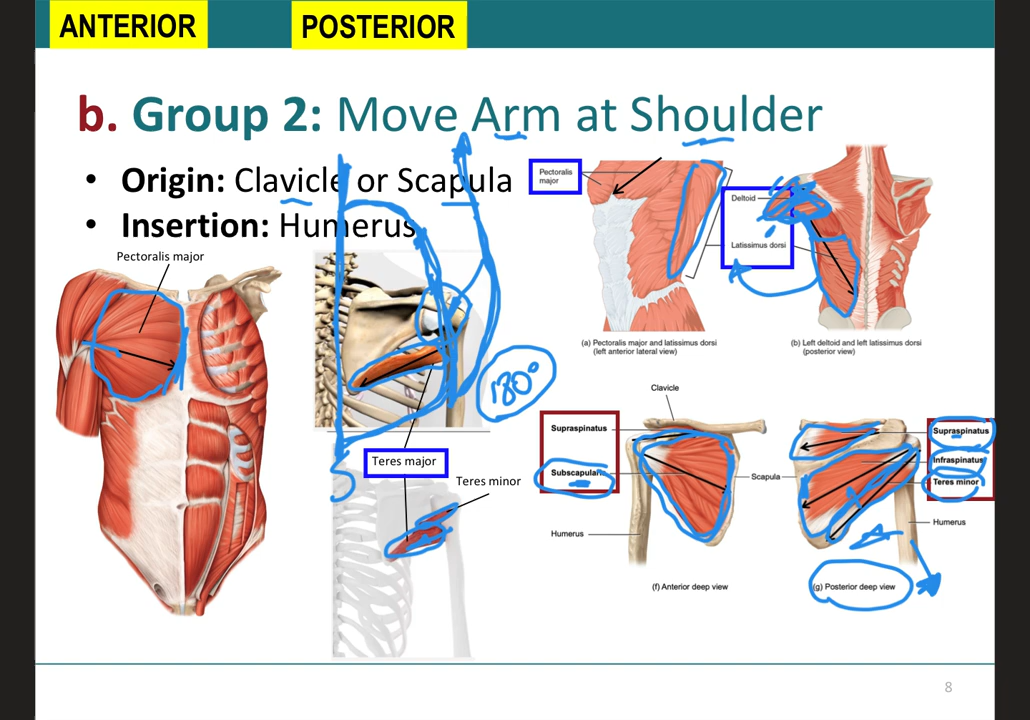 ANTERIOR
POSTERIOR
b. Group 2: Move Arm at Shoulder
• Origin: Clavicle or Scapula
• Insertion: Humerus
Pectoralis major
Teres major
Teres minor
180°
Pectoralis
major
Deltoid
Latissimus dorsi
(a) Pectoralis major and latissimus dorsi
(left anterior lateral view)
(b) Left deltoid and left latissimus dorsi
(posterior view)
Clavicle
Supraspinatus
Subscapularis
Humerus
Scapula
Supraspinatus
Infraspinatus
Teres minor
Humerus
(f) Anterior deep view
(g) Posterior deep view
8